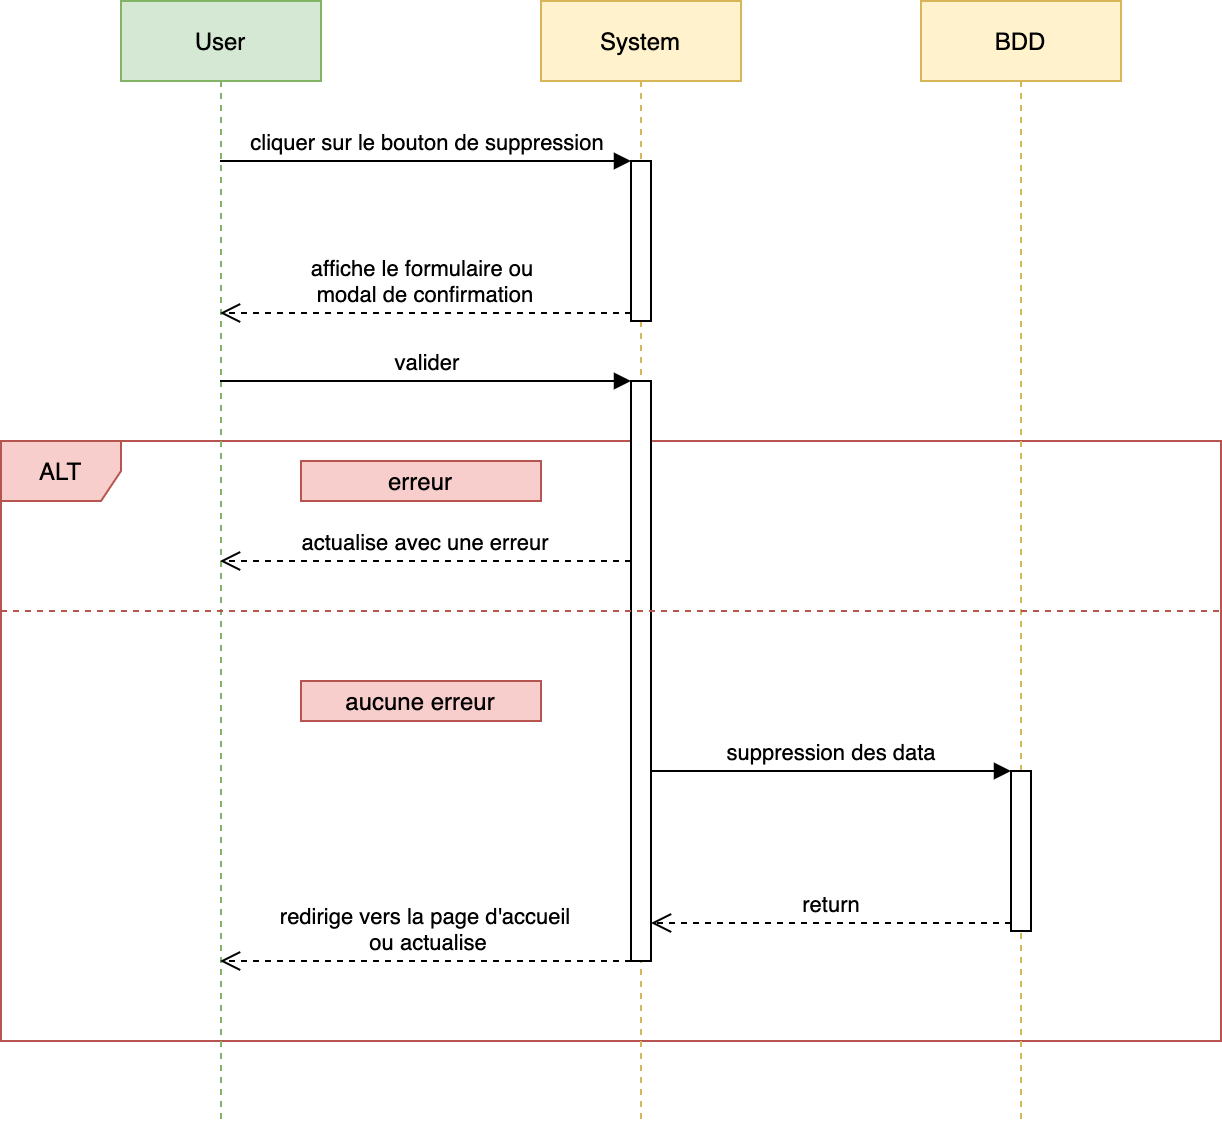 User
System
BDD
cliquer sur le bouton de suppression
affiche le formulaire ou
modal de confirmation
valider
ALT
erreur
actualise avec une erreur
aucune erreur
suppression des data
return
redirige vers la page d'accueil
ou actualise